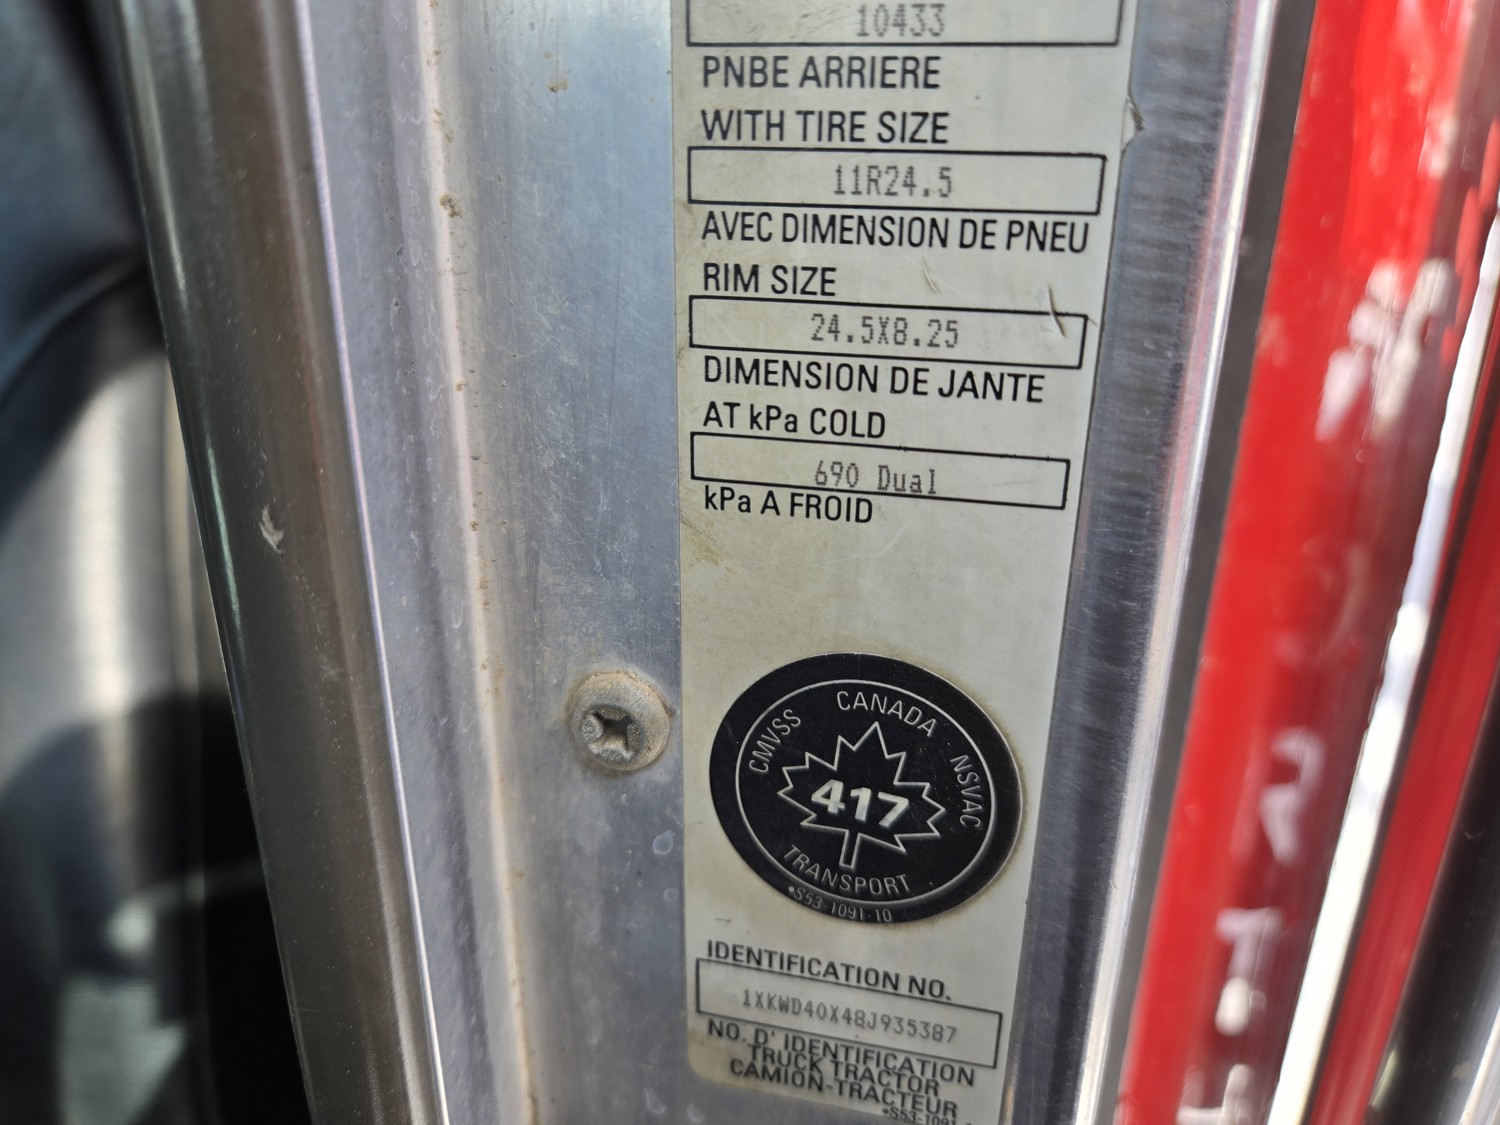 10433
PNBE ARRIERE
WITH TIRE SIZE
11R24.5
AVEC DIMENSION DE PNEU
RIM SIZE
24.5X8.25
DIMENSION DE JANTE
AT kPa COLD
690 Dual
kPa A FROID
CMVSS CANADA NSVAC
417
TRANSPORT
•S53-1091-10
IDENTIFICATION NO.
1XKWD40X48J935387
NO. D' IDENTIFICATION
TRUCK TRACTOR
CAMION-TRACTEUR
•S53-1091